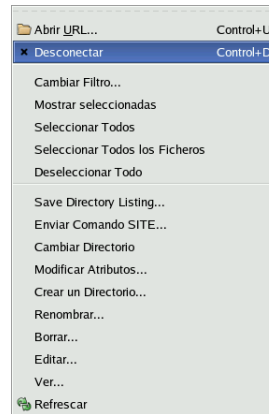 Abrir URL... Control+U
Desconectar Control+D
Cambiar Filtro...
Mostrar seleccionadas
Seleccionar Todos
Seleccionar Todos los Ficheros
Deseleccionar Todo
Save Directory Listing...
Enviar Comando SITE...
Cambiar Directorio
Modificar Atributos...
Crear un Directorio...
Renombrar...
Borrar...
Editar...
Ver...
Refrescar